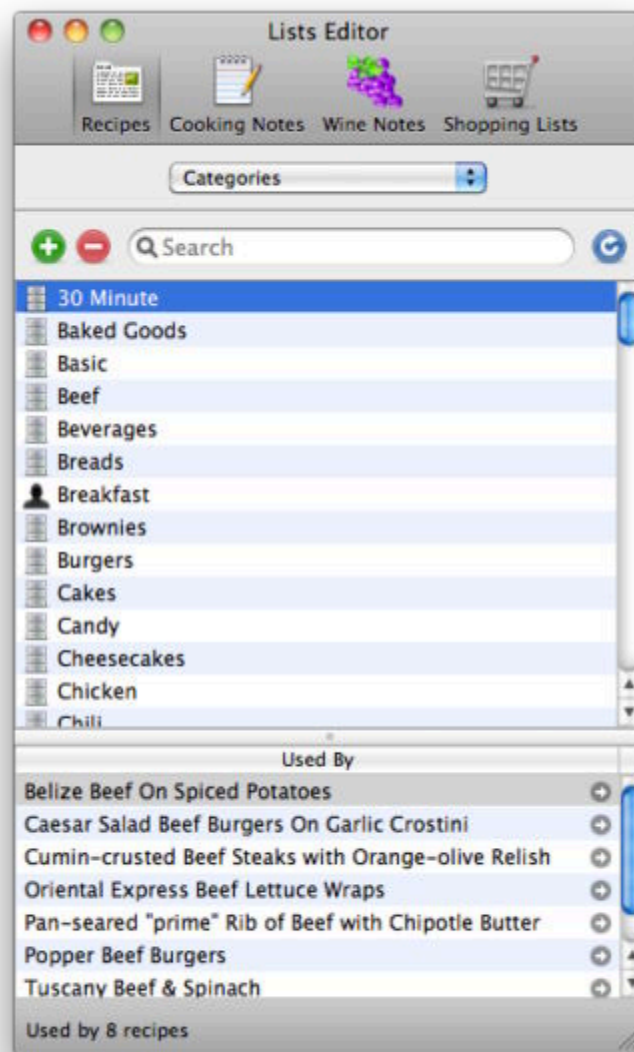 Lists Editor
Recipes Cooking Notes Wine Notes Shopping Lists
Categories
Search
30 Minute
Baked Goods
Basic
Beef
Beverages
Breads
Breakfast
Brownies
Burgers
Cakes
Candy
Cheesecakes
Chicken
Chili
Used By
Belize Beef On Spiced Potatoes
Caesar Salad Beef Burgers On Garlic Crostini
Cumin-crusted Beef Steaks with Orange-olive Relish
Oriental Express Beef Lettuce Wraps
Pan-seared "prime" Rib of Beef with Chipotle Butter
Popper Beef Burgers
Tuscany Beef & Spinach
Used by 8 recipes